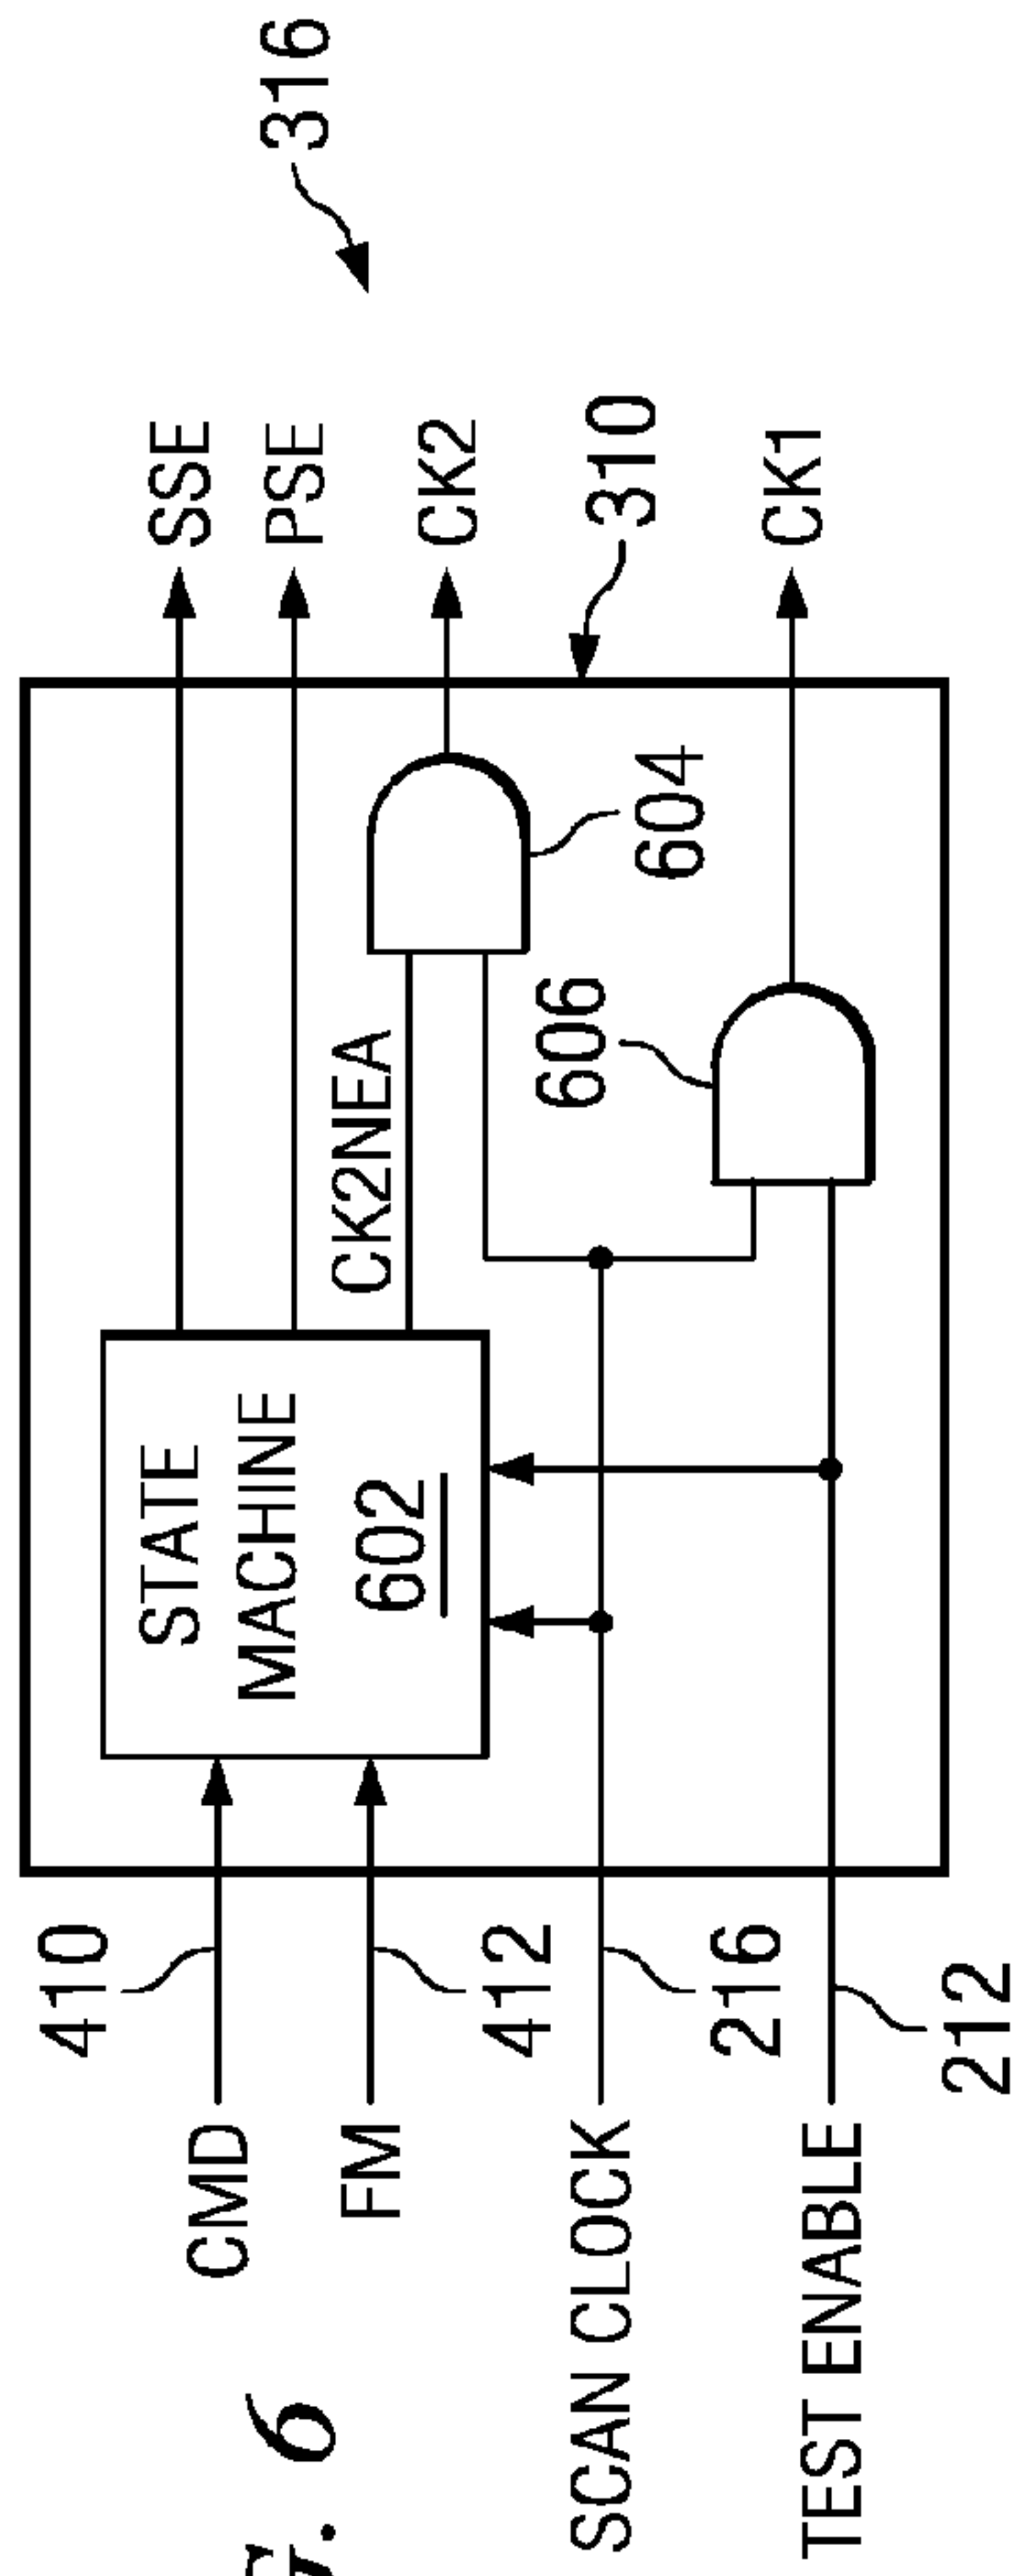 G. 6
316
CMD
410
FM
412
SCAN CLOCK
216
TEST ENABLE
212
STATE
MACHINE
602
CK2NEA
604
606
SSE
PSE
CK2
310
CK1